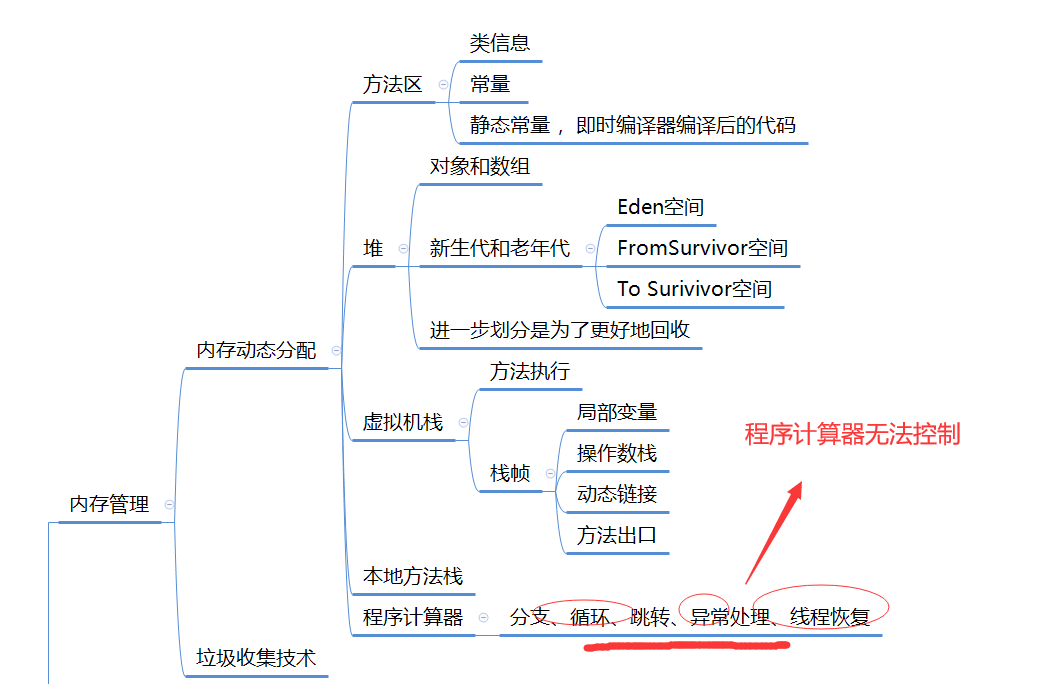 类信息
方法区
常量
静态常量 ，即时编译器编译后的代码
对象和数组
Eden空间
堆
新生代和老年代
FromSurvivor空间
To Surivivor空间
进一步划分是为了更好地回收
内存动态分配
方法执行
虚拟机栈
局部变量
程序计算器无法控制
操作数栈
栈帧
动态链接
内存管理
方法出口
本地方法栈
程序计算器
分支、循环、跳转、异常处理、线程恢复
垃圾收集技术